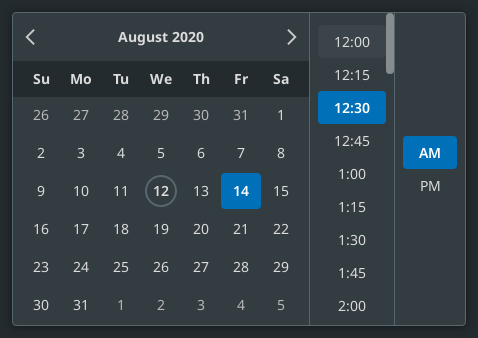 August 2020
Su Mo Tu We Th Fr Sa
26 27 28 29 30 31 1
2 3 4 5 6 7 8
9 10 11 12 13 14 15
16 17 18 19 20 21 22
23 24 25 26 27 28 29
30 31 1 2 3 4 5
12:00
12:15
12:30
12:45
1:00
1:15
1:30
1:45
2:00
AM
PM